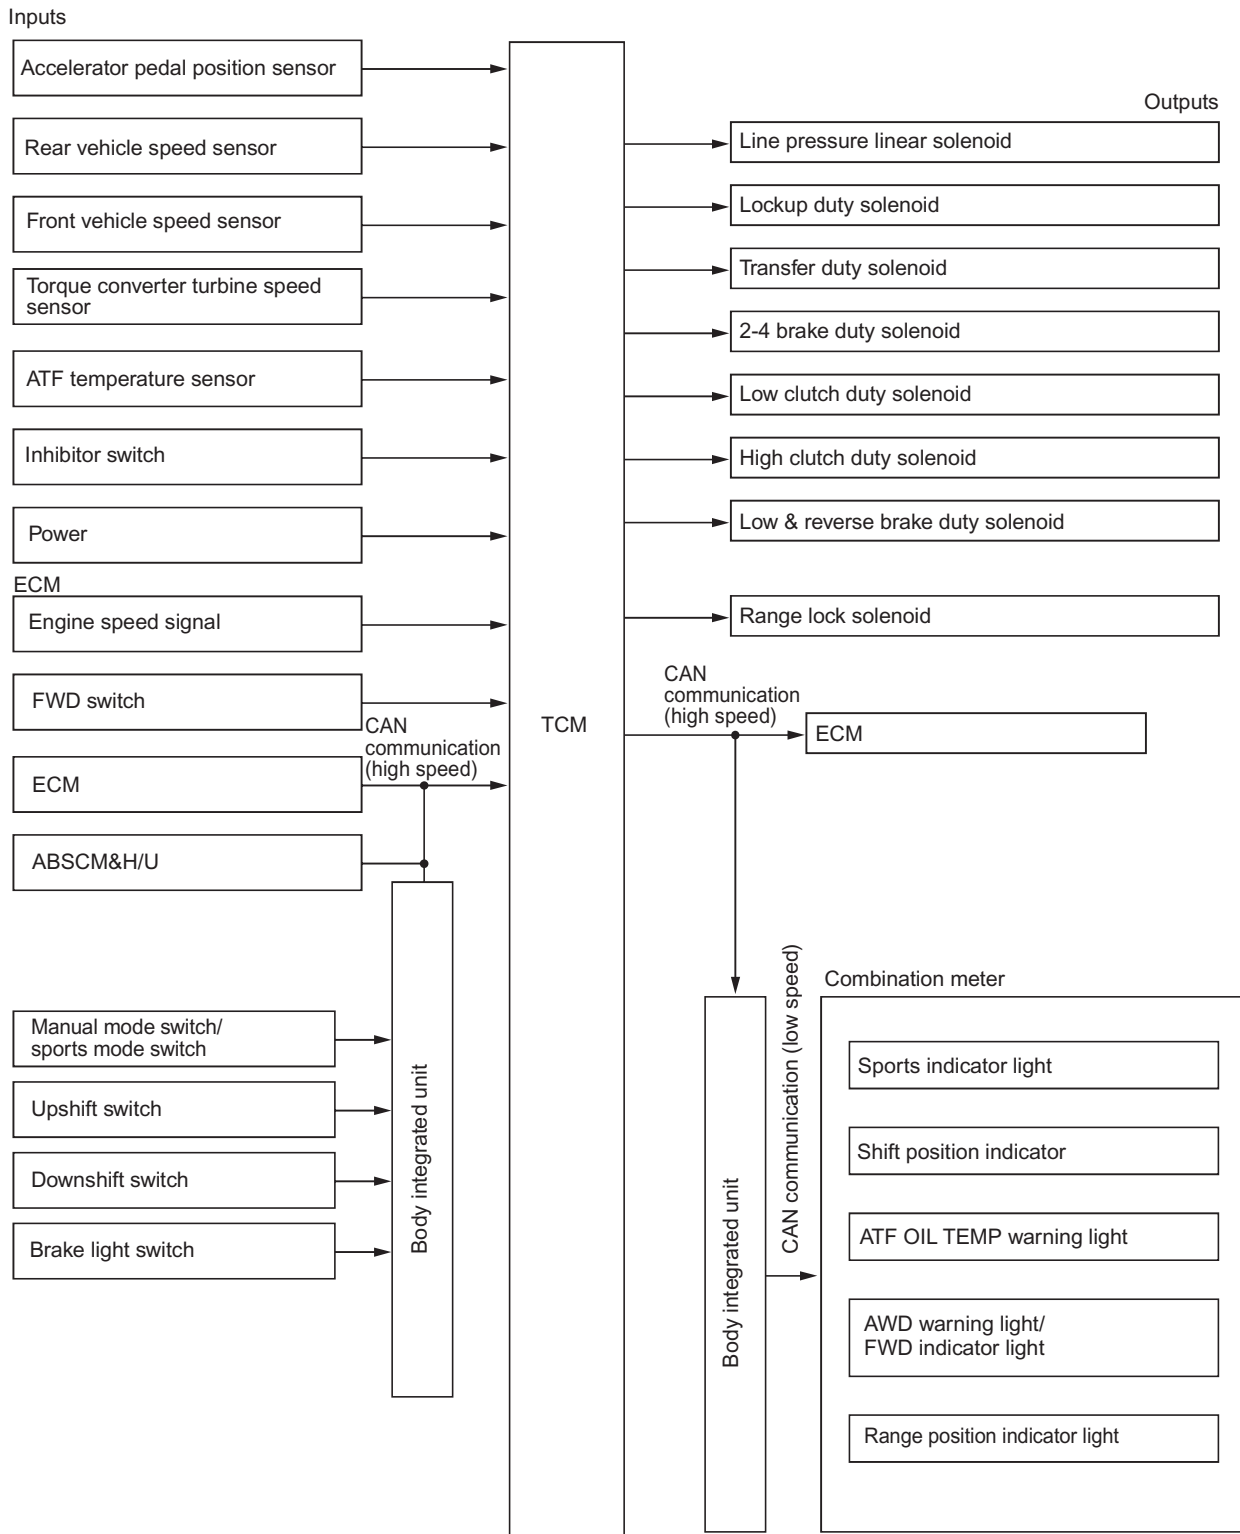 Inputs
Accelerator pedal position sensor
Rear vehicle speed sensor
Front vehicle speed sensor
Torque converter turbine speed
sensor
ATF temperature sensor
Inhibitor switch
Power
ECM
Engine speed signal
FWD switch
CAN
communication
(high speed)
ECM
ABSCM&H/U
Manual mode switch/
sports mode switch
Upshift switch
Downshift switch
Brake light switch
Body integrated unit
TCM
Outputs
Line pressure linear solenoid
Lockup duty solenoid
Transfer duty solenoid
2-4 brake duty solenoid
Low clutch duty solenoid
High clutch duty solenoid
Low & reverse brake duty solenoid
Range lock solenoid
CAN
communication
(high speed)
ECM
Body integrated unit
CAN communication (low speed)
Combination meter
Sports indicator light
Shift position indicator
ATF OIL TEMP warning light
AWD warning light/
FWD indicator light
Range position indicator light